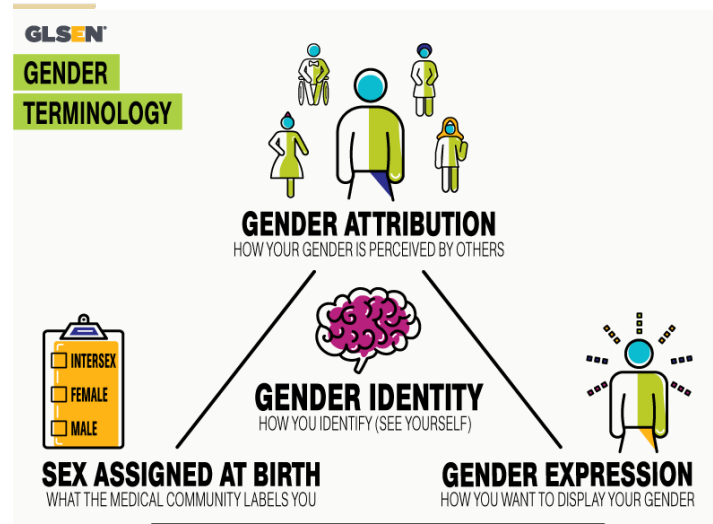 GLSEN
GENDER
TERMINOLOGY
GENDER ATTRIBUTION
HOW YOUR GENDER IS PERCEIVED BY OTHERS
GENDER IDENTITY
HOW YOU IDENTIFY (SEE YOURSELF)
INTERSEX
FEMALE
MALE
SEX ASSIGNED AT BIRTH
WHAT THE MEDICAL COMMUNITY LABELS YOU
GENDER EXPRESSION
HOW YOU WANT TO DISPLAY YOUR GENDER